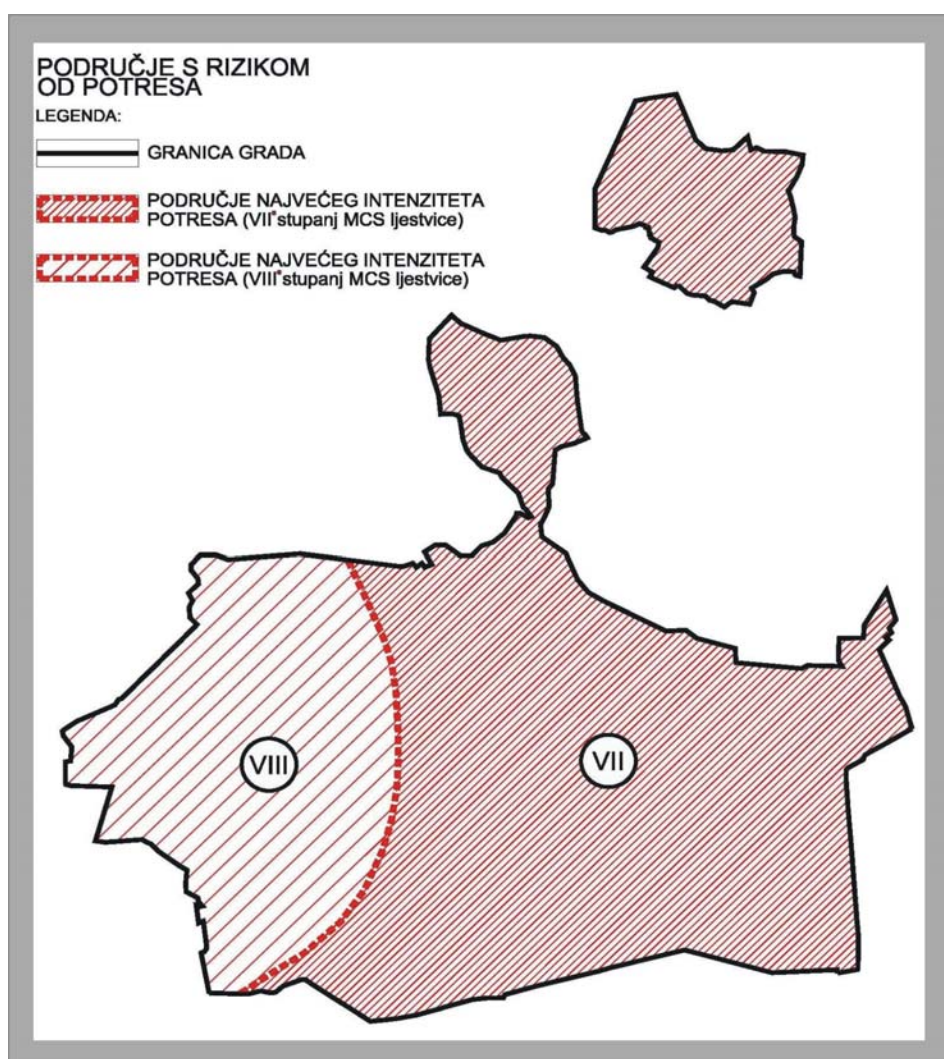 PODRUČJE S RIZIKOM
OD POTRESA
LEGENDA:
GRANICA GRADA
PODRUČJE NAJVEĆEG INTENZITETA
POTRESA (VII° stupanj MCS ljestvice)
PODRUČJE NAJVEĆEG INTENZITETA
POTRESA (VIII° stupanj MCS ljestvice)
VIII
VII